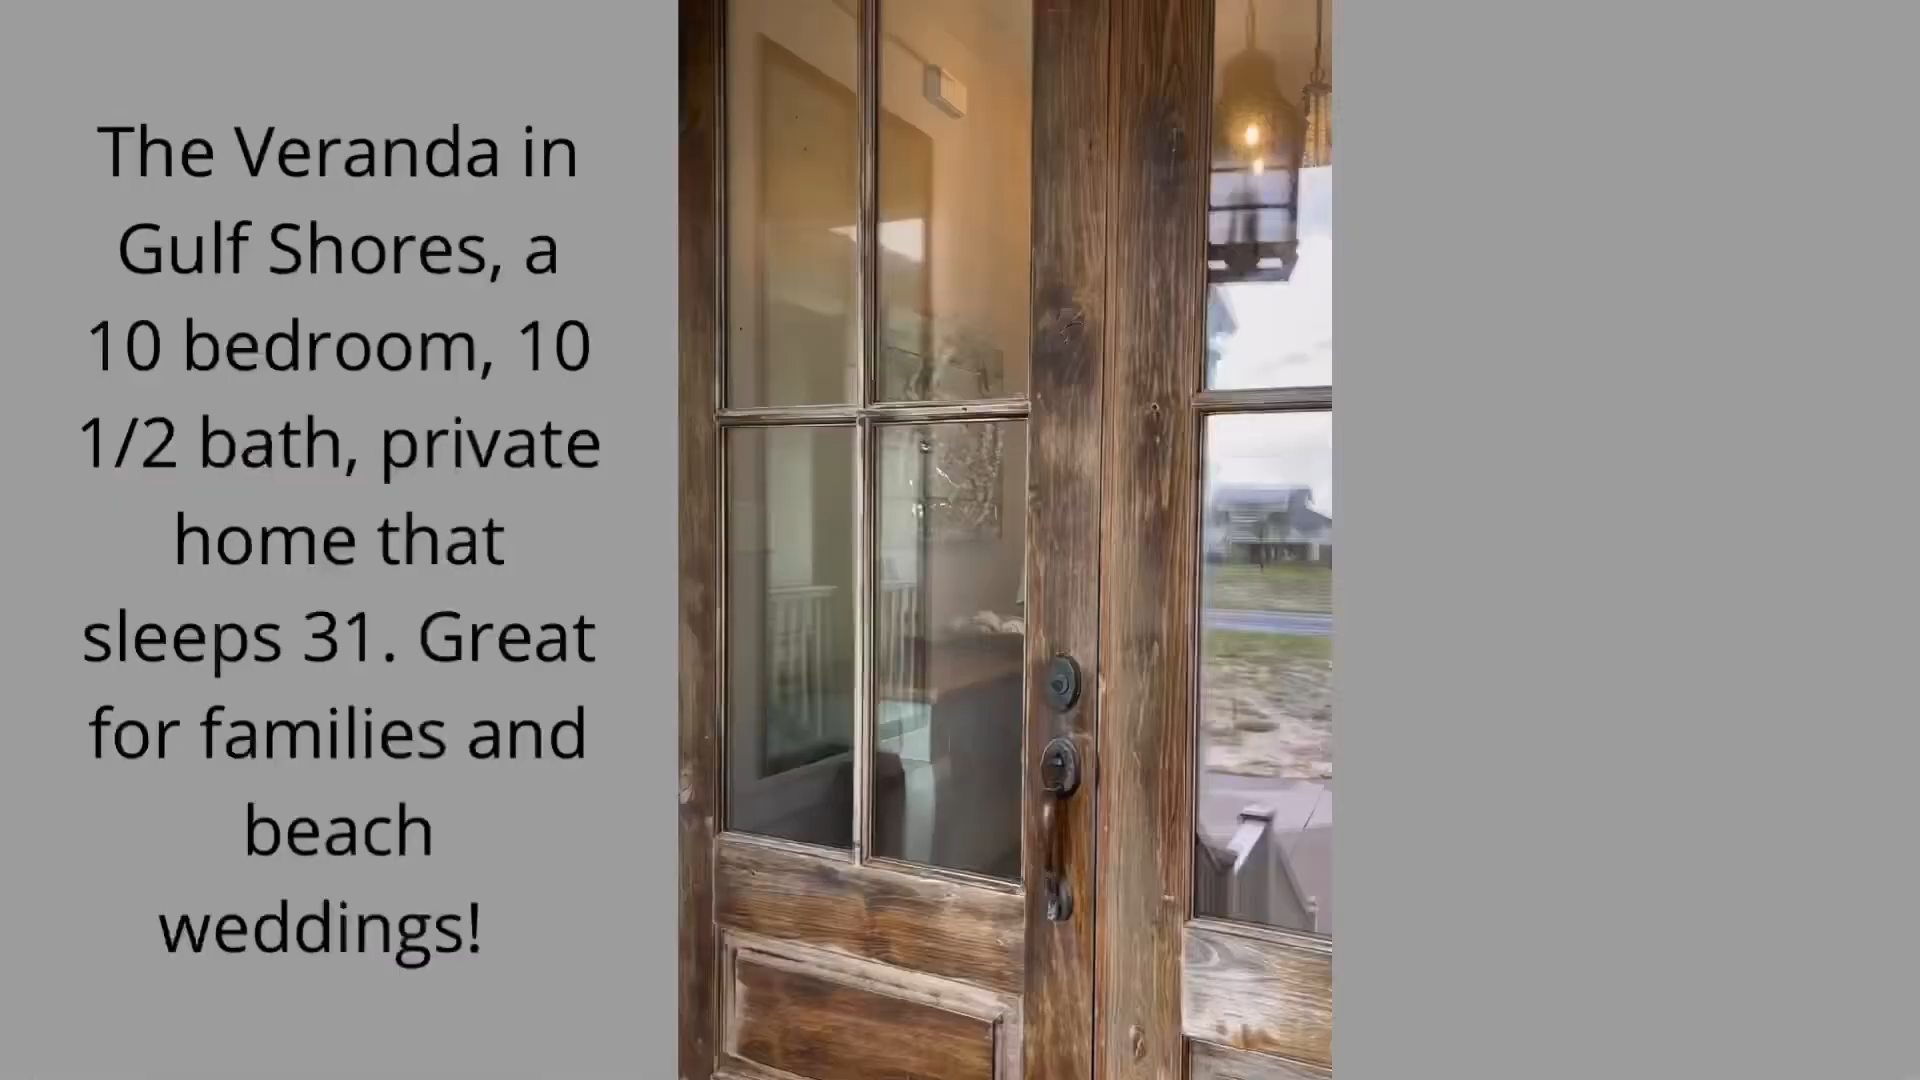 The Veranda in
Gulf Shores, a
10 bedroom, 10
1/2 bath, private
home that
sleeps 31. Great
for families and
beach
weddings!